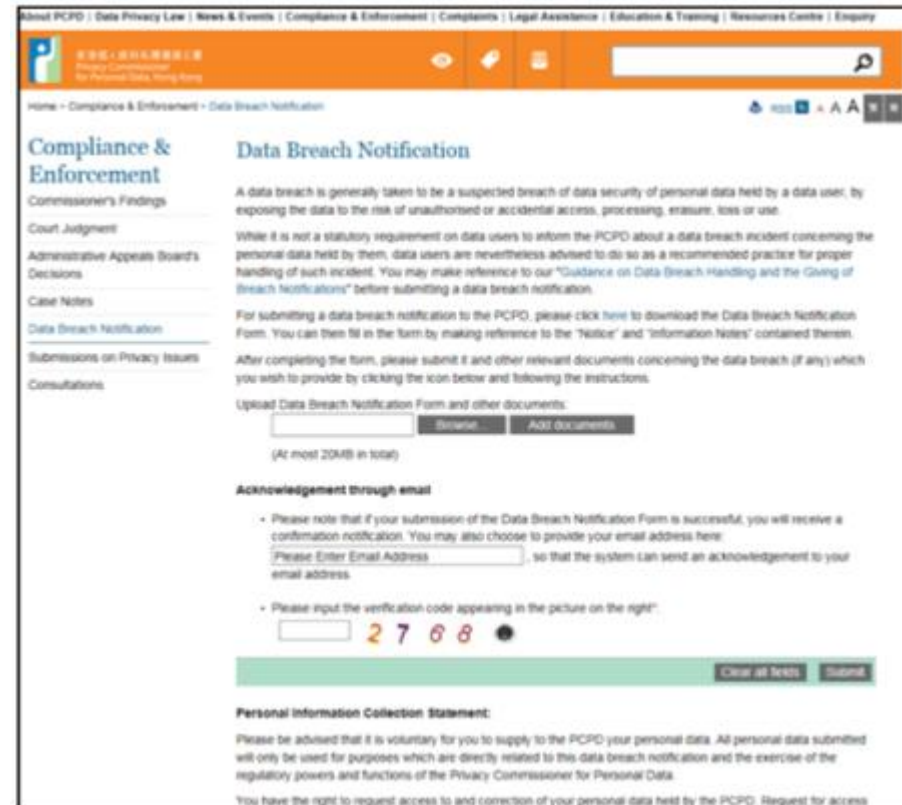 About PCPD | Data Privacy Law | News & Events | Compliance & Enforcement | Complaints | Legal Assistance | Education & Training | Resources Centre | Enquiry
Privacy Commissioner
for Personal Data, Hong Kong
Home > Compliance & Enforcement > Data Breach Notification
RSS A A A
Compliance &
Enforcement
Commissioner's Findings
Court Judgment
Administrative Appeals Board's
Decisions
Case Notes
Data Breach Notification
Submissions on Privacy Issues
Consultations
Data Breach Notification
A data breach is generally taken to be a suspected breach of data security of personal data held by a data user, by
exposing the data to the risk of unauthorised or accidental access, processing, erasure, loss or use.
While it is not a statutory requirement on data users to inform the PCPD about a data breach incident concerning the
personal data held by them, data users are nevertheless advised to do so as a recommended practice for proper
handling of such incident. You may make reference to our "Guidance on Data Breach Handling and the Giving of
Breach Notifications" before submitting a data breach notification.
For submitting a data breach notification to the PCPD, please click here to download the Data Breach Notification
Form. You can then fill in the form by making reference to the "Notice" and "Information Notes" contained therein.
After completing the form, please submit it and other relevant documents concerning the data breach (if any) which
you wish to provide by clicking the icon below and following the instructions.
Upload Data Breach Notification Form and other documents:
Browse... Add documents
(At most 20MB in total)
Acknowledgement through email
• Please note that if your submission of the Data Breach Notification Form is successful, you will receive a
confirmation notification. You may also choose to provide your email address here:
Please Enter Email Address , so that the system can send an acknowledgement to your
email address.
• Please input the verification code appearing in the picture on the right*:
2 7 6 8
Clear all fields Submit
Personal Information Collection Statement:
Please be advised that it is voluntary for you to supply to the PCPD your personal data. All personal data submitted
will only be used for purposes which are directly related to this data breach notification and the exercise of the
regulatory powers and functions of the Privacy Commissioner for Personal Data.
You have the right to request access to and correction of your personal data held by the PCPD. Request for access